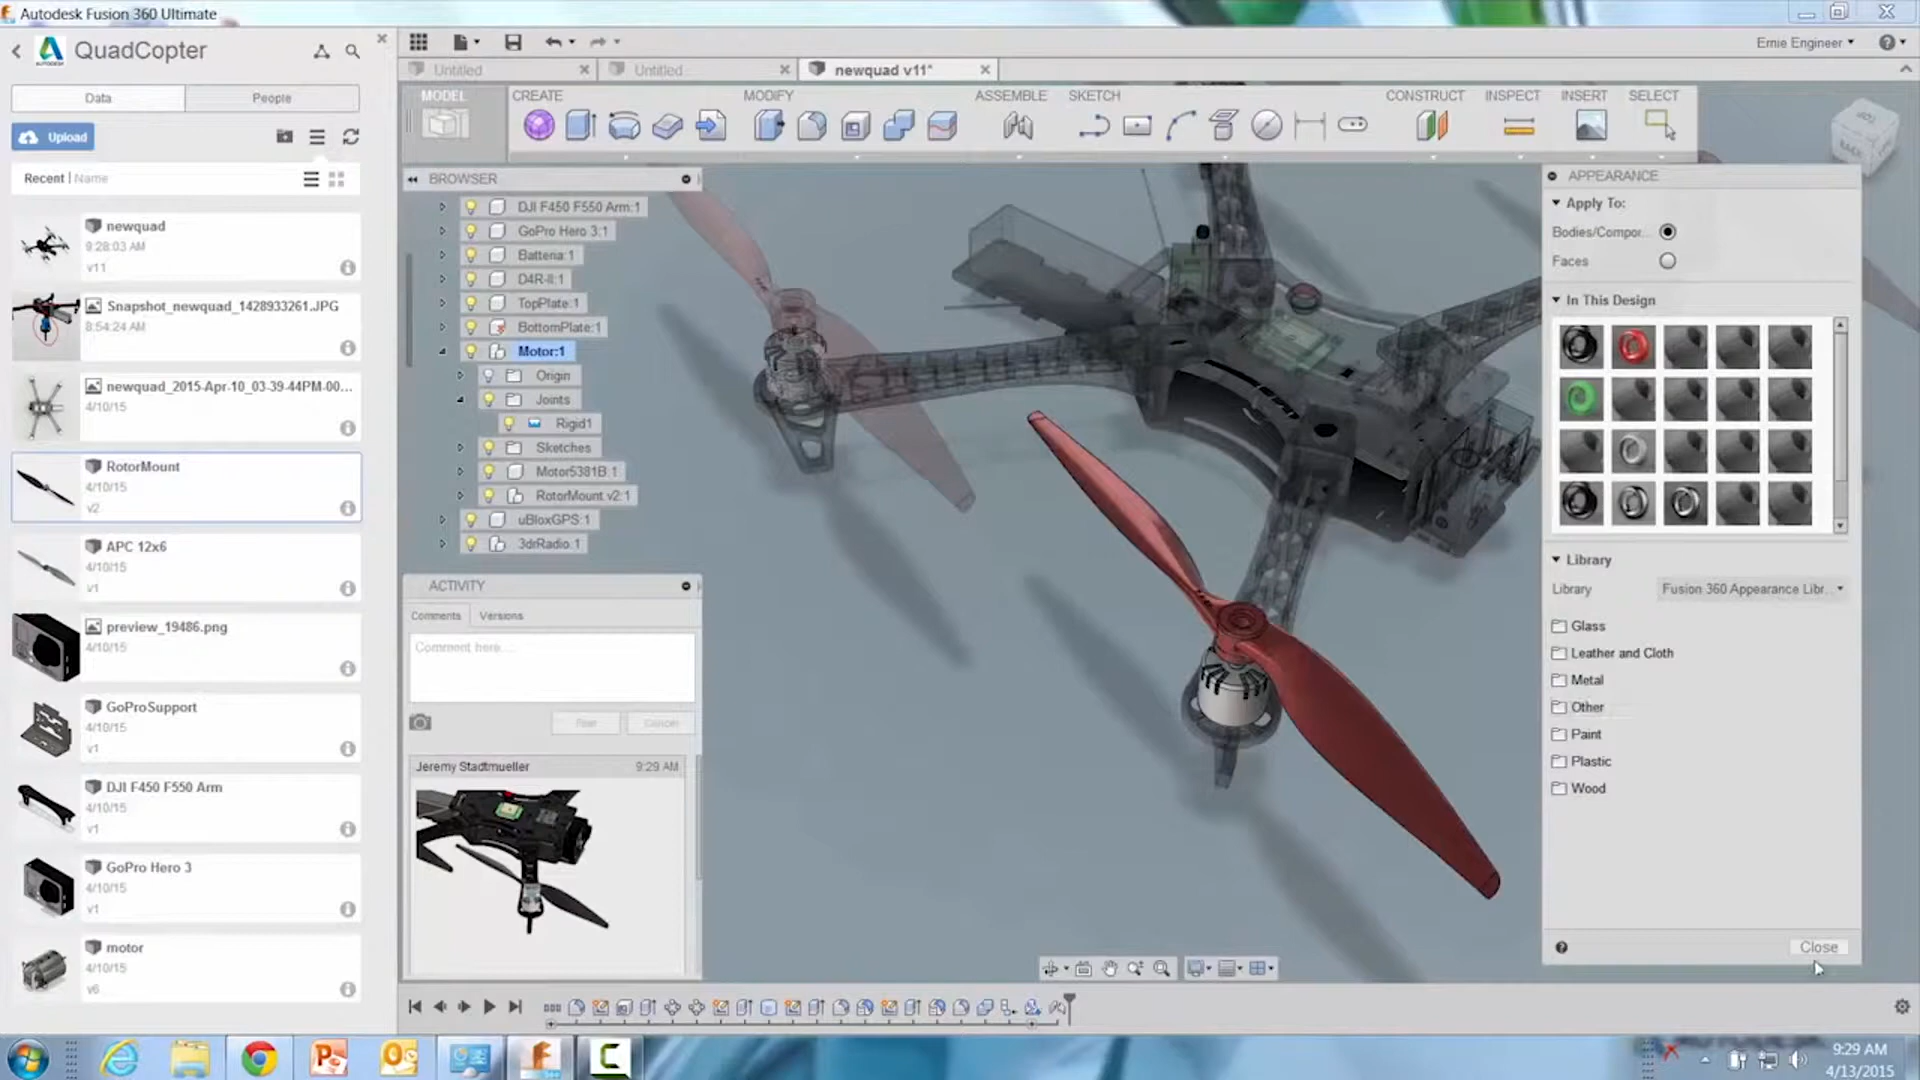 Autodesk Fusion 360 Ultimate
QuadCopter
Data
People
Upload
Recent | Name
newquad
9:28:03 AM
v11
Snapshot_newquad_1428933261.JPG
8:54:24 AM
newquad_2015-Apr-10_03-39-44PM-00...
4/10/15
RotorMount
4/10/15
v2
APC 12x6
4/10/15
v1
preview_19486.png
4/10/15
GoProSupport
4/10/15
v1
DJI F450 F550 Arm
4/10/15
v1
GoPro Hero 3
4/10/15
v1
motor
4/10/15
v6
Ernie Engineer
Untitled
Untitled
newquad v11*
MODEL
CREATE
MODIFY
ASSEMBLE
SKETCH
CONSTRUCT
INSPECT
INSERT
SELECT
BROWSER
DJI F450 F550 Arm:1
GoPro Hero 3:1
Batteria:1
D4R-II:1
TopPlate:1
BottomPlate:1
Motor:1
Origin
Joints
Rigid1
Sketches
Motor5381B:1
RotorMount v2:1
uBloxGPS:1
3drRadio:1
ACTIVITY
Comments
Versions
Comment here....
Post
Cancel
Jeremy Stadtmueller
9:29 AM
TOP
BACK
APPEARANCE
Apply To:
Bodies/Compor...
Faces
In This Design
Library
Library
Fusion 360 Appearance Libr...
Glass
Leather and Cloth
Metal
Other
Paint
Plastic
Wood
Close
9:29 AM
4/13/2015